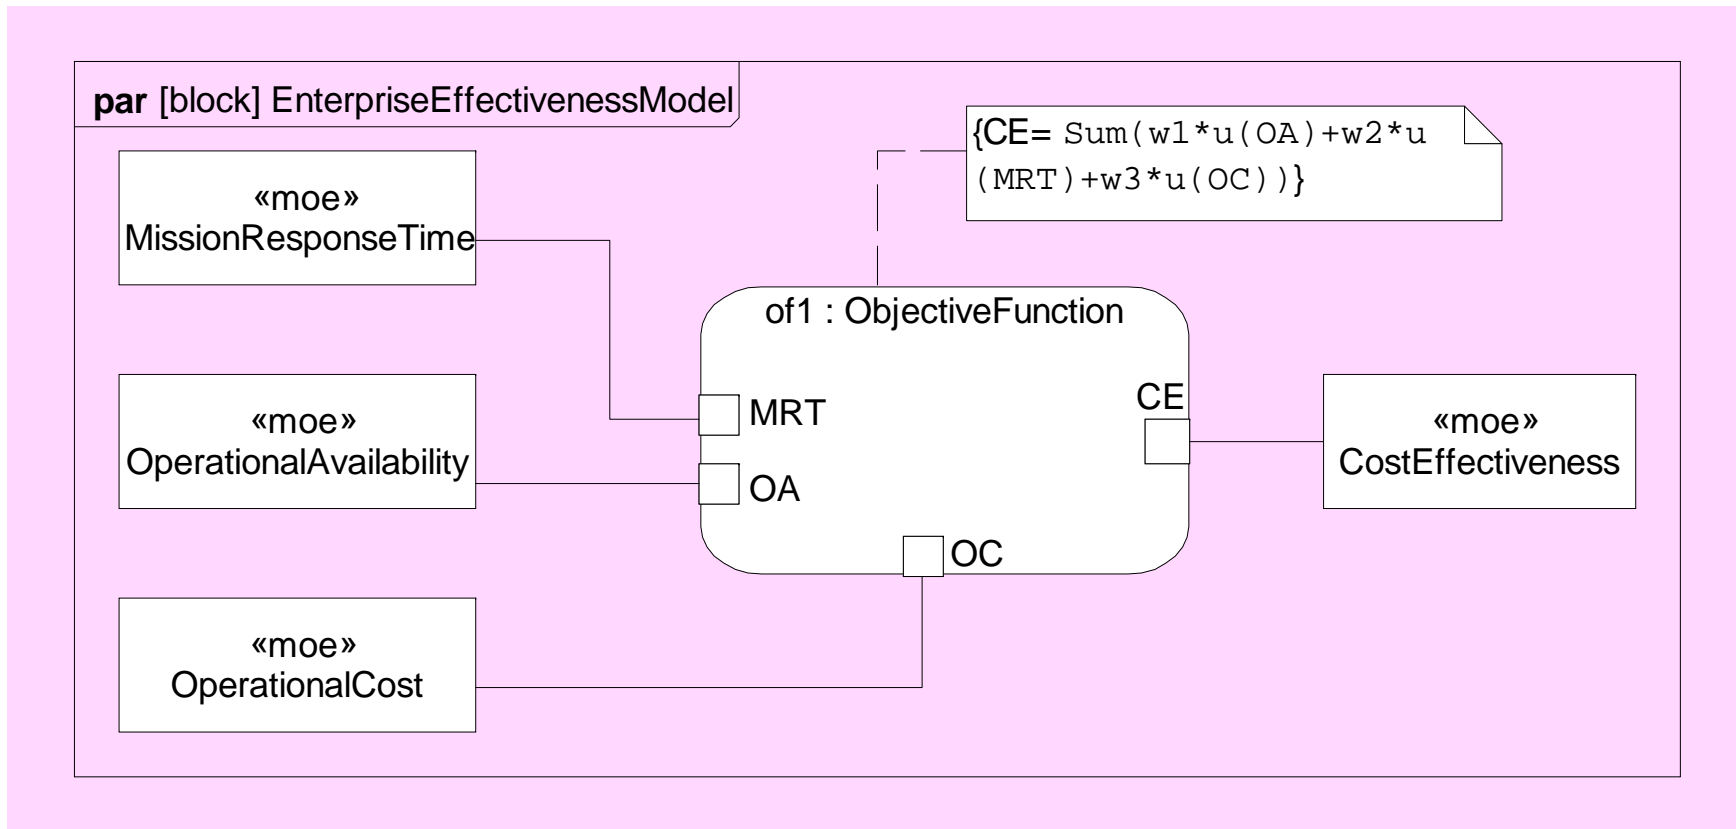 par [block] EnterpriseEffectivenessModel
{CE= Sum(w1*u(OA)+w2*u
(MRT)+w3*u(OC))}
«moe»
MissionResponseTime
of1 : ObjectiveFunction
MRT
CE
«moe»
OperationalAvailability
OA
«moe»
CostEffectiveness
OC
«moe»
OperationalCost